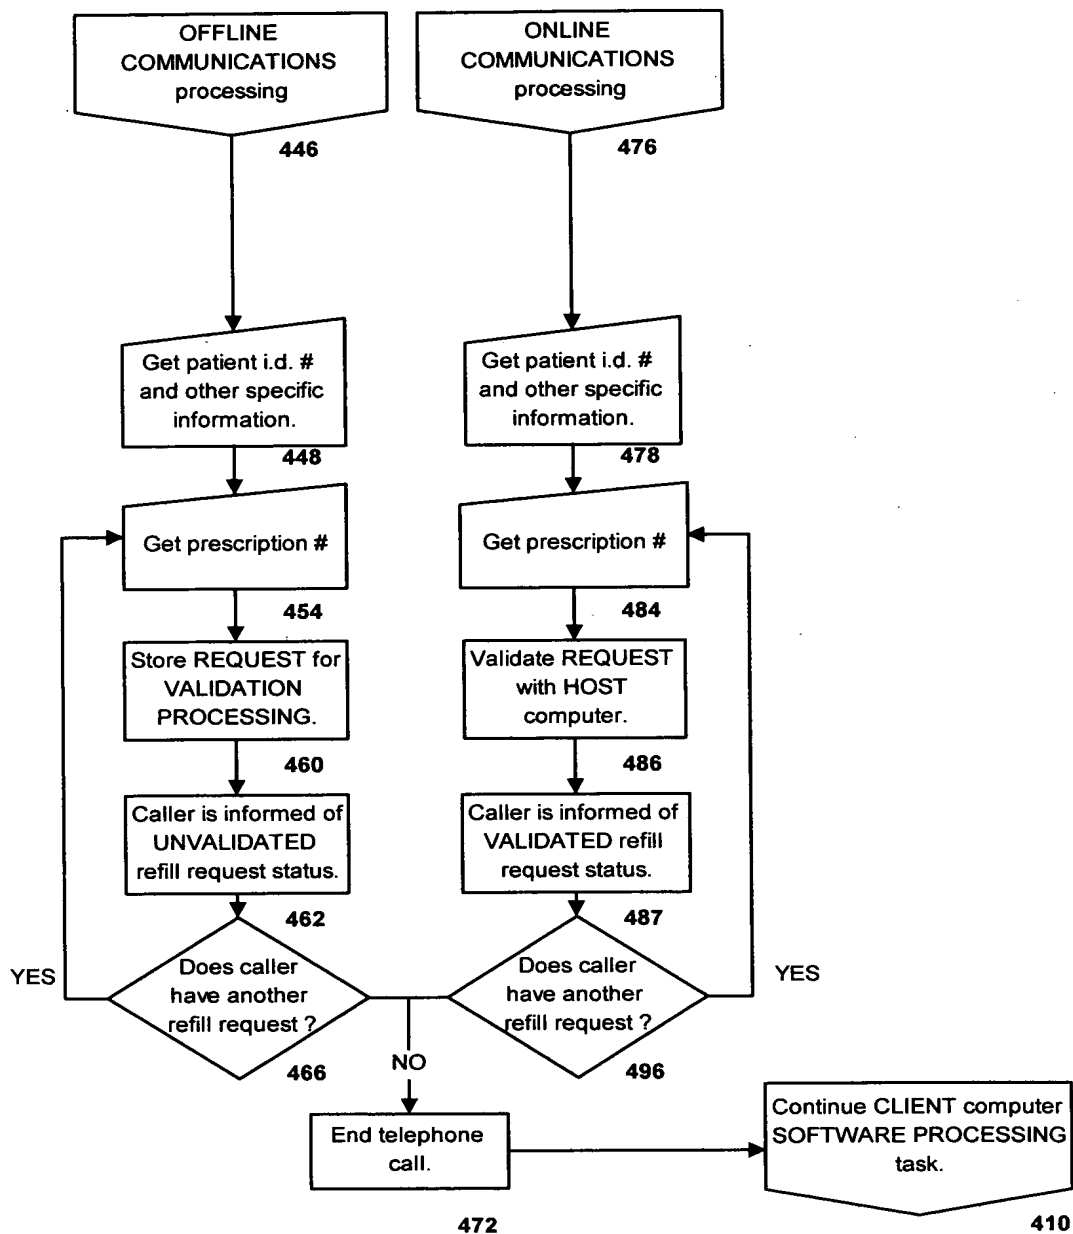 OFFLINE
COMMUNICATIONS
processing
446
ONLINE
COMMUNICATIONS
processing
476
Get patient i.d. #
and other specific
information.
448
Get patient i.d. #
and other specific
information.
478
Get prescription #
454
Get prescription #
484
Store REQUEST for
VALIDATION
PROCESSING.
460
Validate REQUEST
with HOST
computer.
486
Caller is informed of
UNVALIDATED
refill request status.
462
Caller is informed of
VALIDATED refill
request status.
487
YES
Does caller
have another
refill request ?
466
Does caller
have another
refill request ?
496
YES
NO
End telephone
call.
472
Continue CLIENT computer
SOFTWARE PROCESSING
task.
410